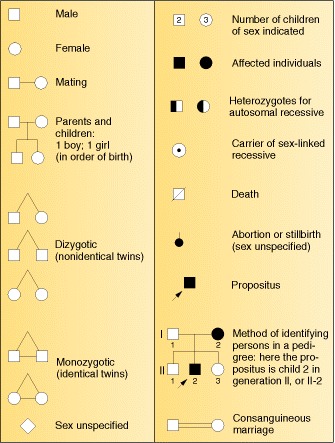 Male
Female
Mating
Parents and
children:
1 boy; 1 girl
(in order of birth)
Dizygotic
(nonidentical twins)
Monozygotic
(identical twins)
Sex unspecified
2 3 Number of children
of sex indicated
Affected individuals
Heterozygotes for
autosomal recessive
Carrier of sex-linked
recessive
Death
Abortion or stillbirth
(sex unspecified)
Propositus
I
1 2
II
1 2 3
Method of identifying
persons in a pedi-
gree: here the pro-
positus is child 2 in
generation II, or II-2
Consanguineous
marriage